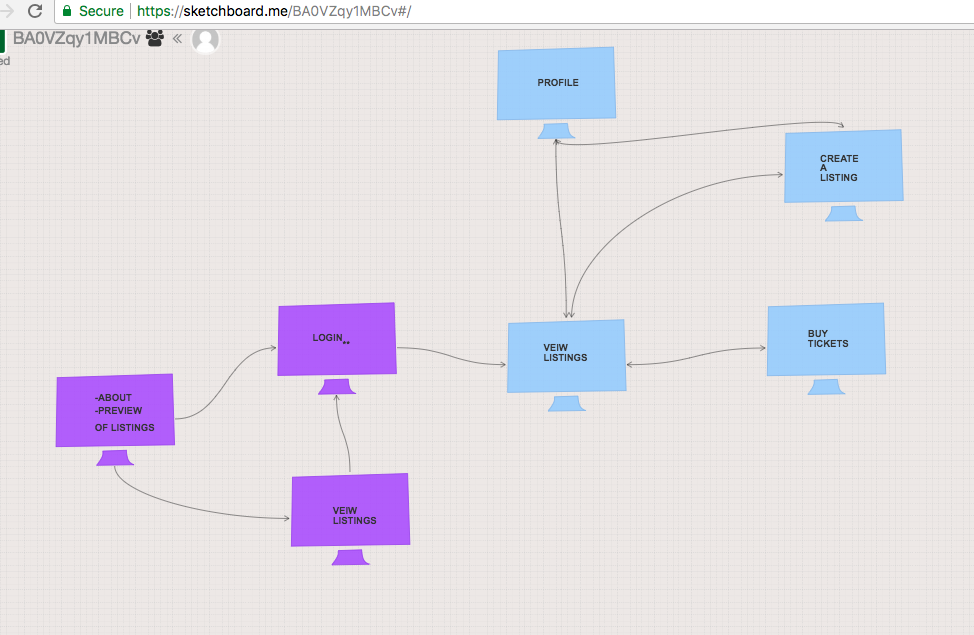 Secure | https://sketchboard.me/BA0VZqy1MBCv#/
BA0VZqy1MBCv
ed
PROFILE
CREATE
A
LISTING
LOGIN..
VEIW
LISTINGS
BUY
TICKETS
-ABOUT
-PREVIEW
OF LISTINGS
VEIW
LISTINGS